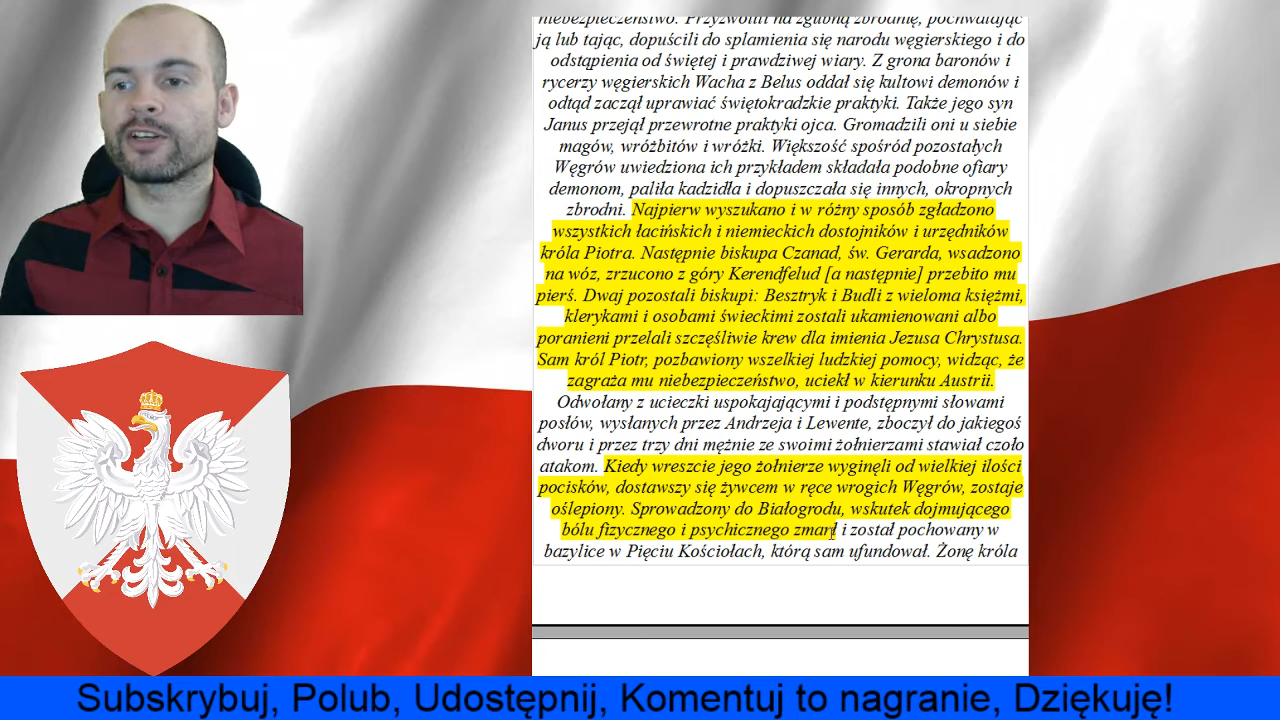 niebezpieczeństwo. Przyzwolili na zgubną zbrodnię, pochwalając
ją lub tając, dopuścili do splamienia się narodu węgierskiego i do
odstąpienia od świętej i prawdziwej wiary. Z grona baronów i
rycerzy węgierskich Wacha z Belus oddał się kultowi demonów i
odtąd zaczął uprawiać świętokradzkie praktyki. Także jego syn
Janus przejął przewrotne praktyki ojca. Gromadzili oni u siebie
magów, wróżbitów i wróżki. Większość spośród pozostałych
Węgrów uwiedziona ich przykładem składała podobne ofiary
demonom, paliła kadzidła i dopuszczała się innych, okropnych
zbrodni. Najpierw wyszukano i w różny sposób zgładzono
wszystkich łacińskich i niemieckich dostojników i urzędników
króla Piotra. Następnie biskupa Czanad, św. Gerarda, wsadzono
na wóz, zrzucono z góry Kerendfelud [a następnie] przebito mu
pierś. Dwaj pozostali biskupi: Besztryk i Budli z wieloma księżmi,
klerykami i osobami świeckimi zostali ukamienowani albo
poranieni przelali szczęśliwie krew dla imienia Jezusa Chrystusa.
Sam król Piotr, pozbawiony wszelkiej ludzkiej pomocy, widząc, że
zagraża mu niebezpieczeństwo, uciekł w kierunku Austrii.
Odwołany z ucieczki uspokajającymi i podstępnymi słowami
posłów, wysłanych przez Andrzeja i Lewente, zboczył do jakiegoś
dworu i przez trzy dni mężnie ze swoimi żołnierzami stawiał czoło
atakom. Kiedy wreszcie jego żołnierze wyginęli od wielkiej ilości
pocisków, dostawszy się żywcem w ręce wrogich Węgrów, zostaje
oślepiony. Sprowadzony do Białogrodu, wskutek dojmującego
bólu fizycznego i psychicznego zmarł i został pochowany w
bazylice w Pięciu Kościołach, którą sam ufundował. Żonę króla
Subskrybuj, Polub, Udostępnij, Komentuj to nagranie, Dziękuję!